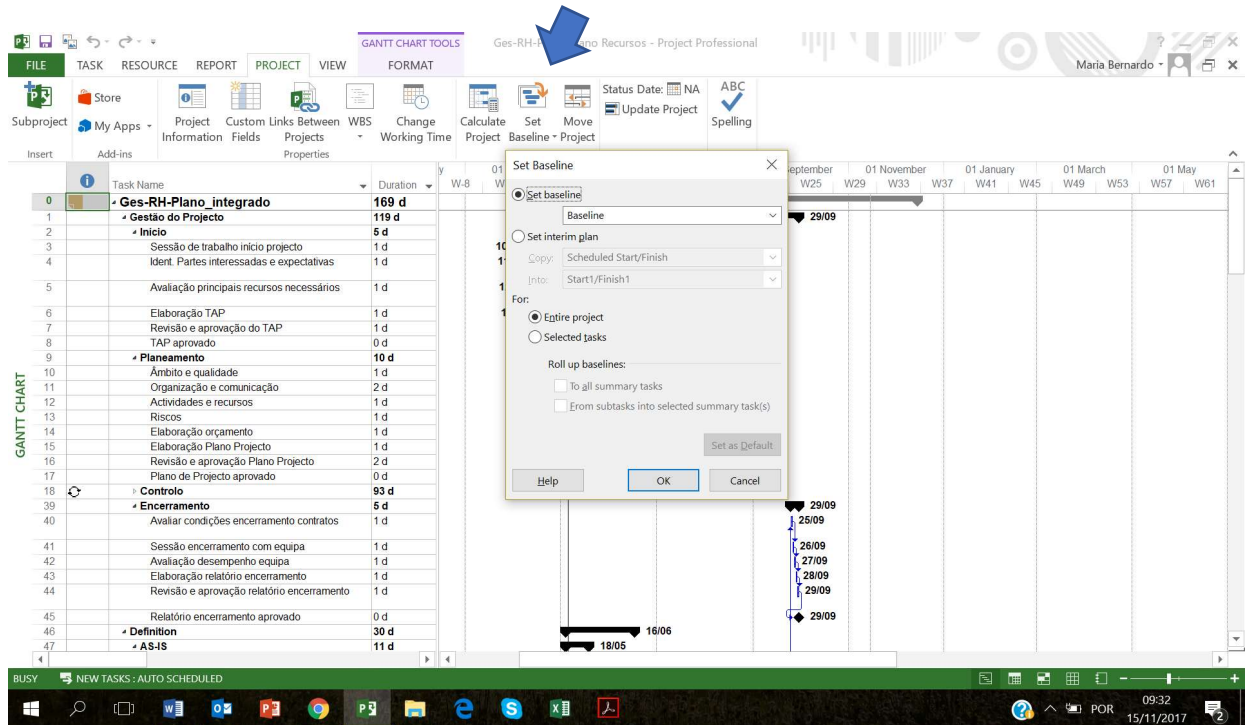 GANTT CHART TOOLS
Recursos - Project Professional
FILE TASK RESOURCE REPORT PROJECT VIEW FORMAT
Maria Bernardo
Subproject
Store
My Apps
Project Information
Custom Fields
Links Between Projects
WBS
Change Working Time
Calculate Project
Set Baseline
Move Project
Status Date: NA
Update Project
ABC
Spelling
Insert Add-ins Properties
Set Baseline
Set baseline
Baseline
Set interim plan
Copy: Scheduled Start/Finish
Into: Start1/Finish1
For:
Entire project
Selected tasks
Roll up baselines:
To all summary tasks
From subtasks into selected summary task(s)
Set as Default
Help OK Cancel
01 November 01 January 01 March 01 May
W-8 W25 W29 W33 W37 W41 W45 W49 W53 W57 W61
Task Name Duration
0 Ges-RH-Plano_integrado 169 d
1 Gestão do Projecto 119 d 29/09
2 Início 5 d
3 Sessão de trabalho início projecto 1 d
4 Ident. Partes interessadas e expectativas 1 d
5 Avaliação principais recursos necessários 1 d
6 Elaboração TAP 1 d
7 Revisão e aprovação do TAP 1 d
8 TAP aprovado 0 d
9 Planeamento 10 d
10 Âmbito e qualidade 1 d
11 Organização e comunicação 2 d
12 Actividades e recursos 1 d
13 Riscos 1 d
14 Elaboração orçamento 1 d
15 Elaboração Plano Projecto 1 d
16 Revisão e aprovação Plano Projecto 2 d
17 Plano de Projecto aprovado 0 d
18 Controlo 93 d
39 Encerramento 5 d 29/09
40 Avaliar condições encerramento contratos 1 d 25/09
41 Sessão encerramento com equipa 1 d 26/09
42 Avaliação desempenho equipa 1 d 27/09
43 Elaboração relatório encerramento 1 d 28/09
44 Revisão e aprovação relatório encerramento 1 d 29/09
45 Relatório encerramento aprovado 0 d 29/09
46 Definition 30 d 16/06
47 AS-IS 11 d 18/05
GANTT CHART
BUSY NEW TASKS : AUTO SCHEDULED
POR
09:32
15/11/2017
2